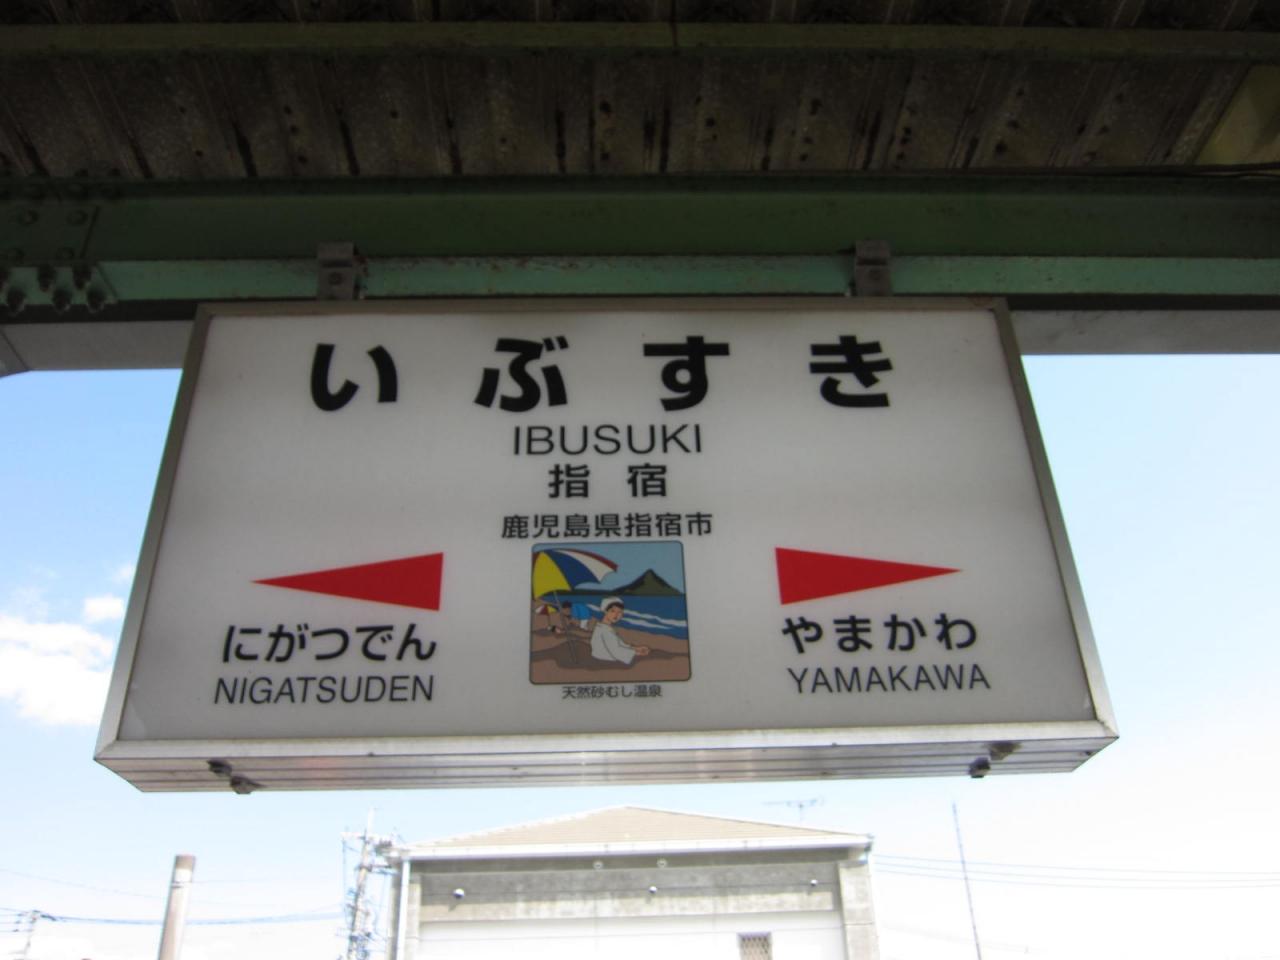 いぶすき
IBUSUKI
指宿
鹿児島県指宿市
にがつでん
NIGATSUDEN
やまかわ
YAMAKAWA
天然砂むし温泉